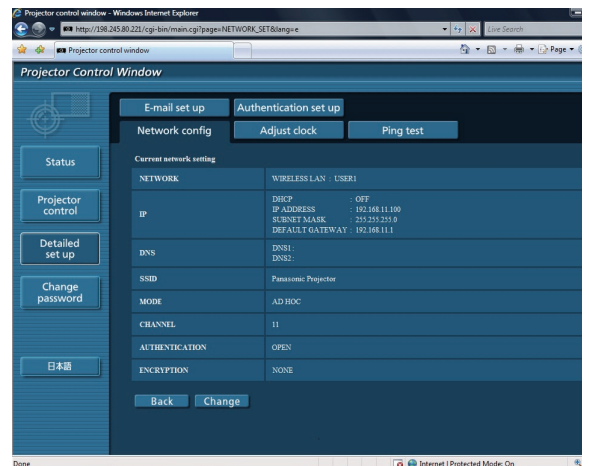 Projector control window - Windows Internet Explorer
http://198.245.80.221/cgi-bin/main.cgi?page=NETWORK_SET&lang=e
Live Search
Projector control window
Page
Projector Control Window
E-mail set up
Authentication set up
Network config
Adjust clock
Ping test
Status
Projector control
Detailed set up
Change password
日本語
Current network setting
NETWORK
WIRELESS LAN : USER1
IP
DHCP : OFF
IP ADDRESS : 192.168.11.100
SUBNET MASK : 255.255.255.0
DEFAULT GATEWAY : 192.168.11.1
DNS
DNS1:
DNS2:
SSID
Panasonic Projector
MODE
AD HOC
CHANNEL
11
AUTHENTICATION
OPEN
ENCRYPTION
NONE
Back
Change
Done
Internet | Protected Mode: On